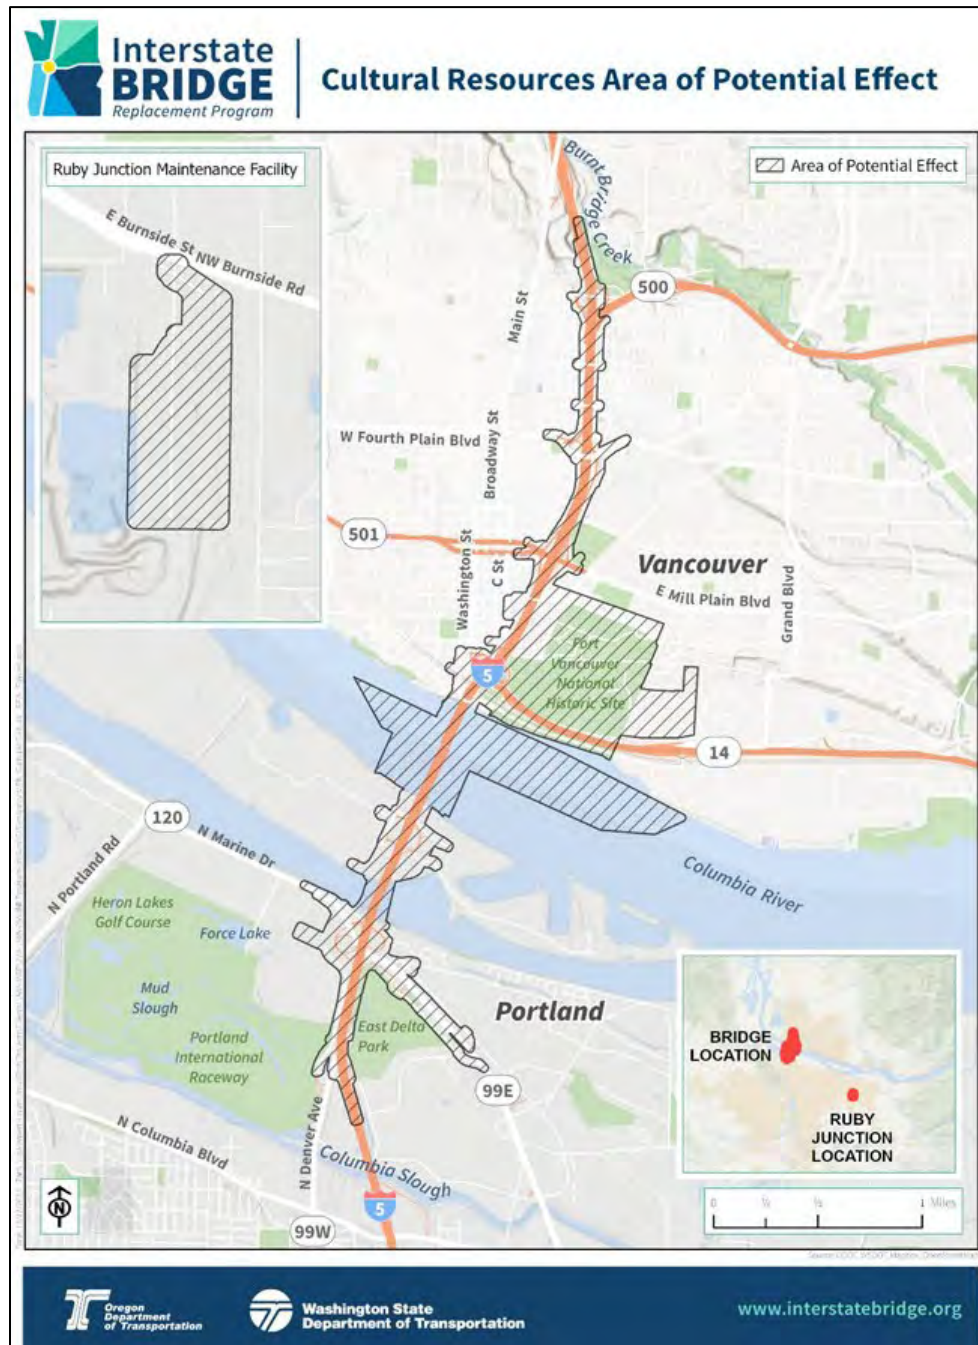 Interstate
BRIDGE
Replacement Program
Cultural Resources Area of Potential Effect
Ruby Junction Maintenance Facility
Area of Potential Effect
E Burnside St
NW Burnside Rd
Burnt Bridge Creek
500
Main St
W Fourth Plain Blvd
Broadway St
501
Washington St
C St
Vancouver
E Mill Plain Blvd
Grand Blvd
Fort
Vancouver
National
Historic Site
5
14
120
N Marine Dr
N Portland Rd
Columbia River
Heron Lakes
Golf Course
Force Lake
Mud
Slough
Portland
International
Raceway
East Delta
Park
Portland
99E
N Denver Ave
N Columbia Blvd
Columbia Slough
5
99W
N
BRIDGE
LOCATION
RUBY
JUNCTION
LOCATION
0
1 Miles
Oregon
Department
of Transportation
Washington State
Department of Transportation
www.interstatebridge.org